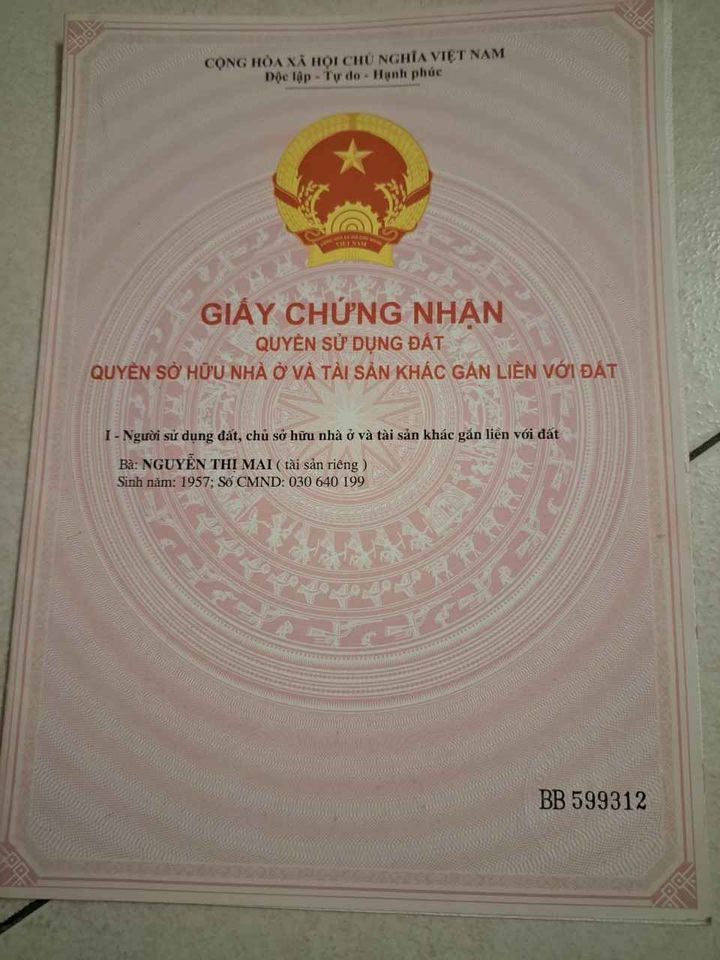 CỘNG HÒA XÃ HỘI CHỦ NGHĨA VIỆT NAM
Độc lập - Tự do - Hạnh phúc
VIỆT NAM
GIẤY CHỨNG NHẬN
QUYỀN SỬ DỤNG ĐẤT
QUYỀN SỞ HỮU NHÀ Ở VÀ TÀI SẢN KHÁC GẮN LIỀN VỚI ĐẤT
I - Người sử dụng đất, chủ sở hữu nhà ở và tài sản khác gắn liền với đất
Bà: NGUYỄN THỊ MAI ( tài sản riêng )
Sinh năm: 1957; Số CMND: 030 640 199
BB 599312